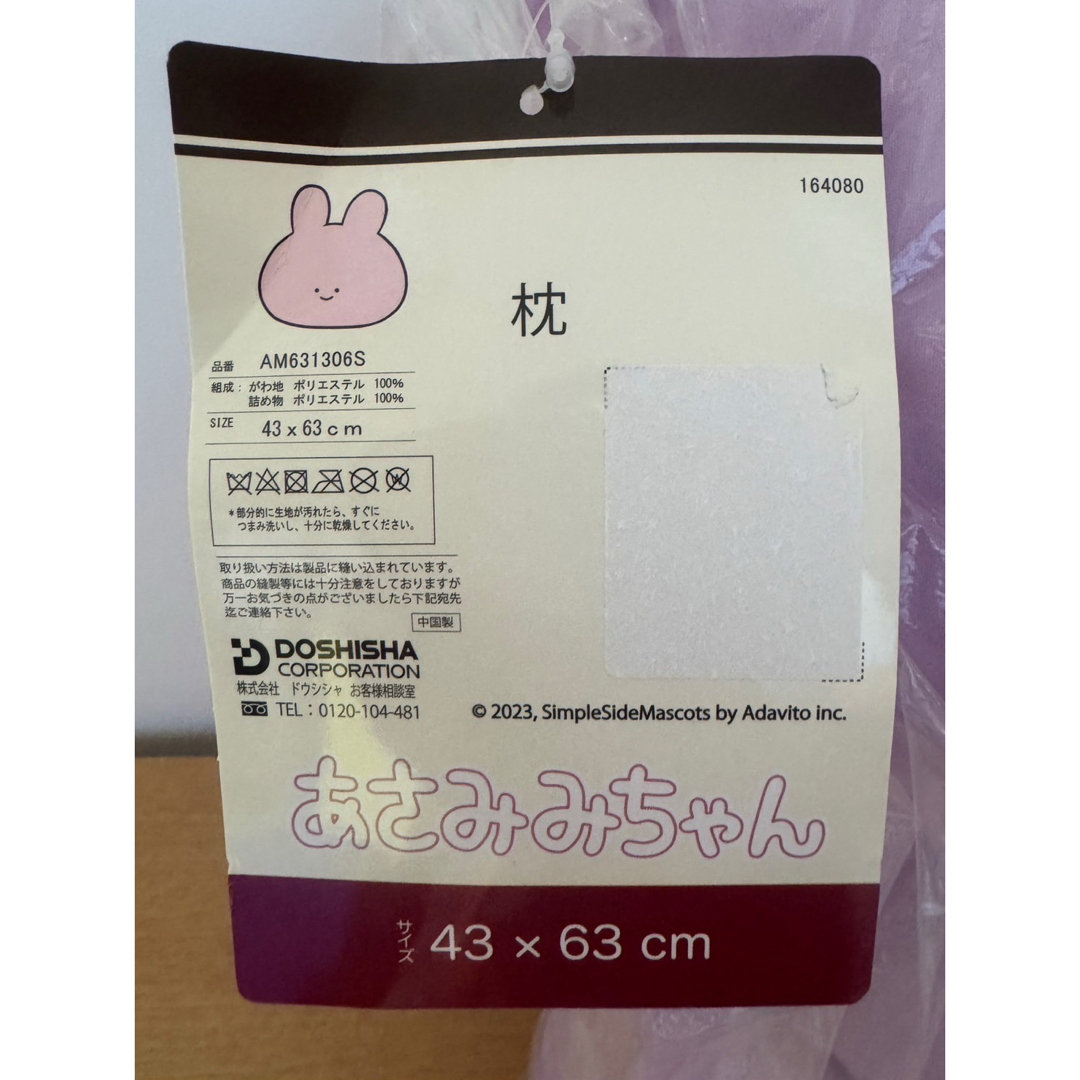 164080
枕
品番 AM631306S
組成: がわ地 ポリエステル 100%
詰め物 ポリエステル 100%
SIZE 43 x 63 c m
*部分的に生地が汚れたら、すぐに
つまみ洗いし、十分に乾燥してください。
取り扱い方法は製品に縫い込まれています。
商品の縫製等には十分注意をしておりますが
万一お気づきの点がございましたら下記宛先
迄ご連絡下さい。
中国製
DOSHISHA
CORPORATION
株式会社 ドウシシャ お客様相談室
TEL : 0120-104-481
© 2023, SimpleSideMascots by Adavito inc.
あさみみちゃん
サイズ 43 × 63 cm